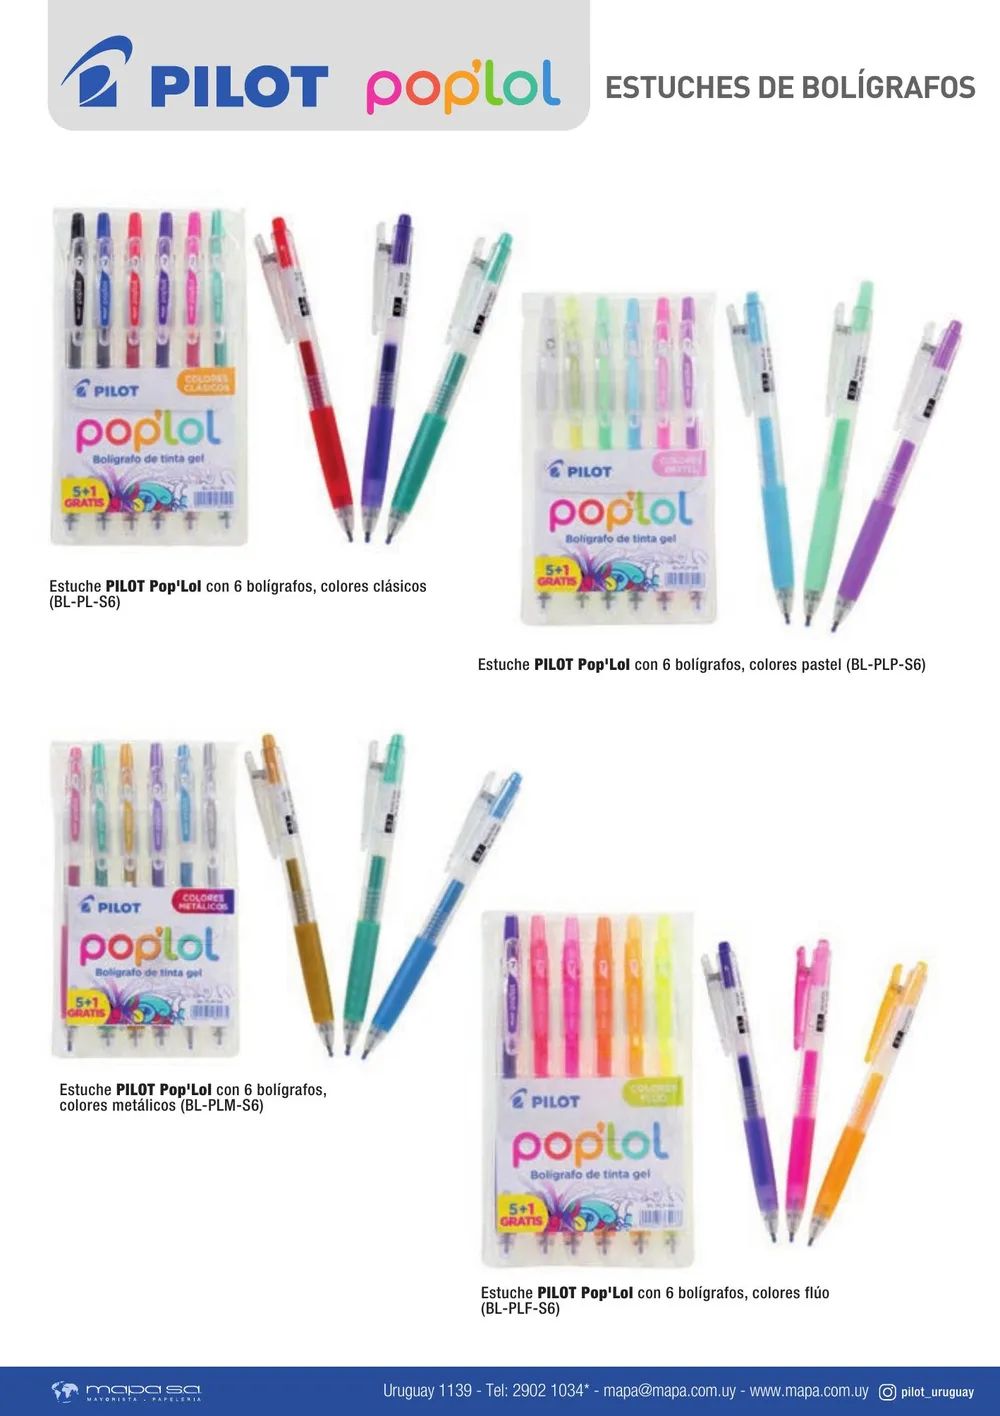 PILOT pop'lol ESTUCHES DE BOLÍGRAFOS
COLORES
CLÁSICOS
PILOT
pop'lol
Bolígrafo de tinta gel
5+1
GRATIS
Estuche PILOT Pop'Lol con 6 bolígrafos, colores clásicos
(BL-PL-S6)
COLORES
PASTEL
PILOT
pop'lol
Bolígrafo de tinta gel
5+1
GRATIS
Estuche PILOT Pop'Lol con 6 bolígrafos, colores pastel (BL-PLP-S6)
COLORES
METÁLICOS
PILOT
pop'lol
Bolígrafo de tinta gel
5+1
GRATIS
Estuche PILOT Pop'Lol con 6 bolígrafos,
colores metálicos (BL-PLM-S6)
COLORES
FLÚO
PILOT
pop'lol
Bolígrafo de tinta gel
5+1
GRATIS
Estuche PILOT Pop'Lol con 6 bolígrafos, colores flúo
(BL-PLF-S6)
mapa sa
MAYORISTA - PAPELERIA
Uruguay 1139 - Tel: 2902 1034* - mapa@mapa.com.uy - www.mapa.com.uy pilot_uruguay